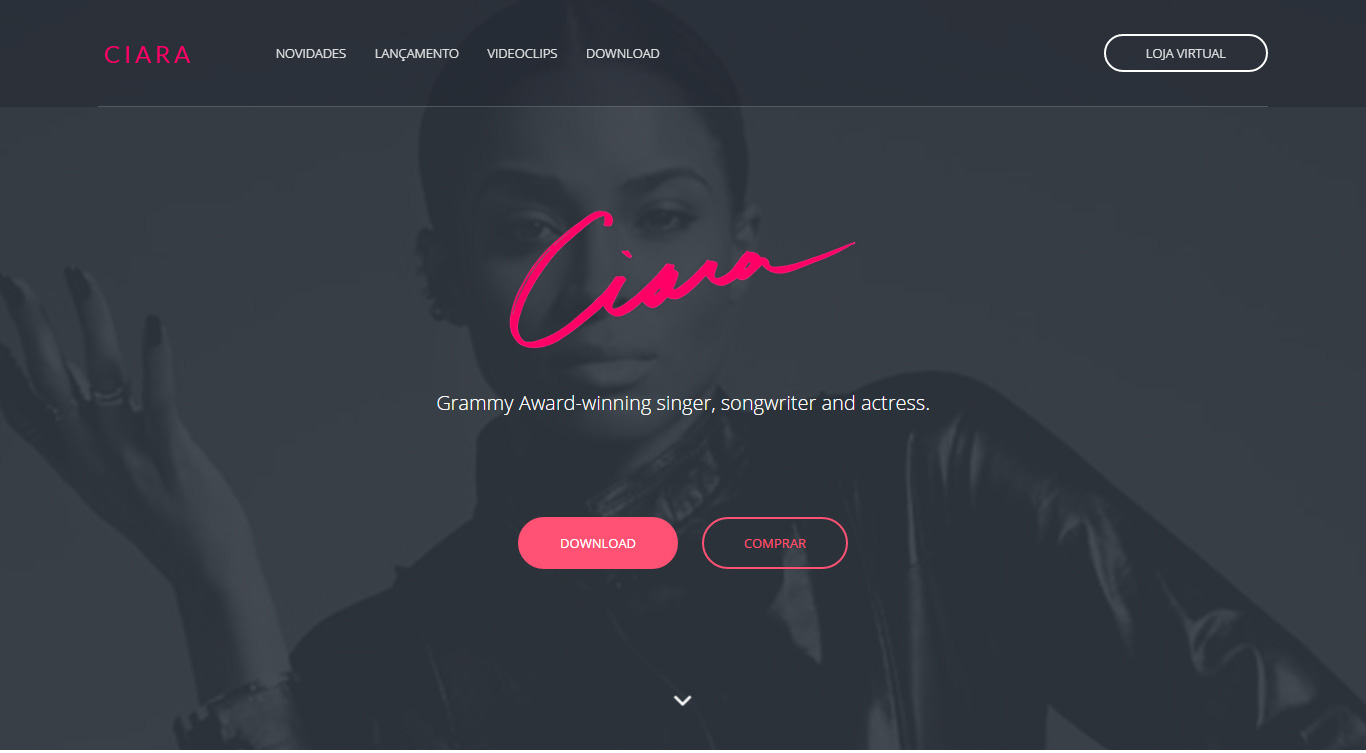 CIARA
NOVIDADES LANÇAMENTO VIDEOCLIPS DOWNLOAD
LOJA VIRTUAL
Ciara
Grammy Award-winning singer, songwriter and actress.
DOWNLOAD
COMPRAR